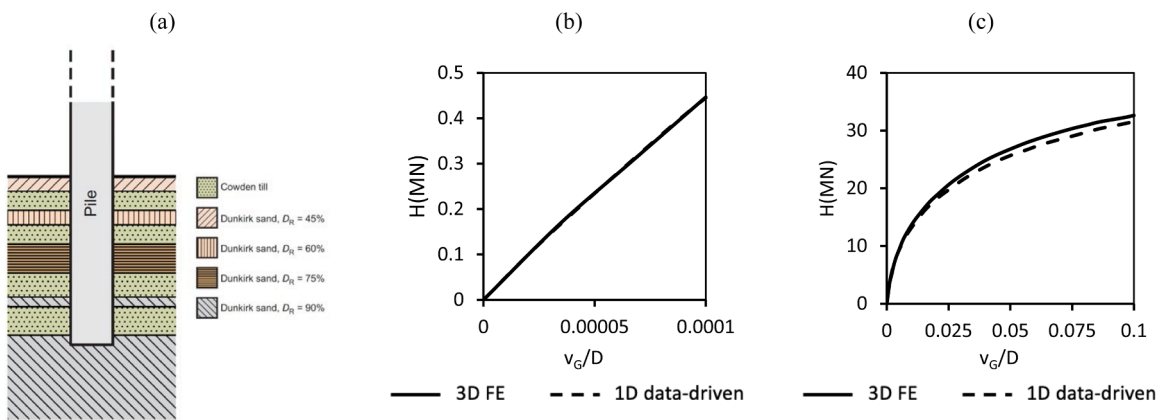 (a)
Pile
Cowden till
Dunkirk sand, DR = 45%
Dunkirk sand, DR = 60%
Dunkirk sand, DR = 75%
Dunkirk sand, DR = 90%
(b)
H(MN)
0.5
0.4
0.3
0.2
0.1
0
0 0.00005 0.0001
vG/D
3D FE 1D data-driven
(c)
H(MN)
40
30
20
10
0
0 0.025 0.05 0.075 0.1
vG/D
3D FE 1D data-driven